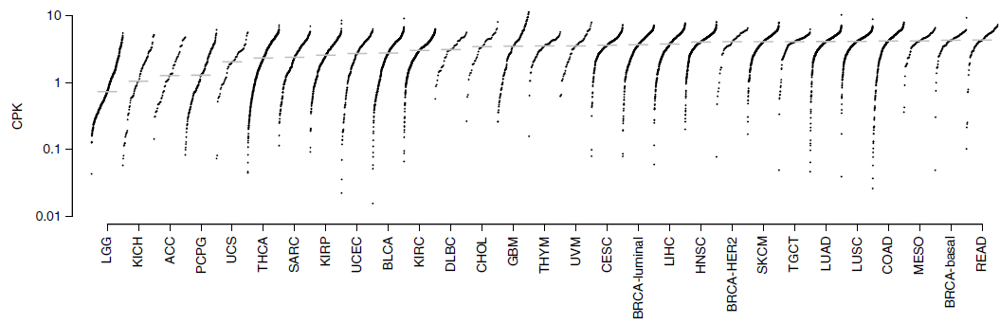 10
1
0.1
0.01
CPK
LGG
KICH
ACC
PCPG
UCS
THCA
SARC
KIRP
UCEC
BLCA
KIRC
DLBC
CHOL
GBM
THYM
UVM
CESC
BRCA-luminal
LIHC
HNSC
BRCA-HER2
SKCM
TGCT
LUAD
LUSC
COAD
MESO
BRCA-basal
READ